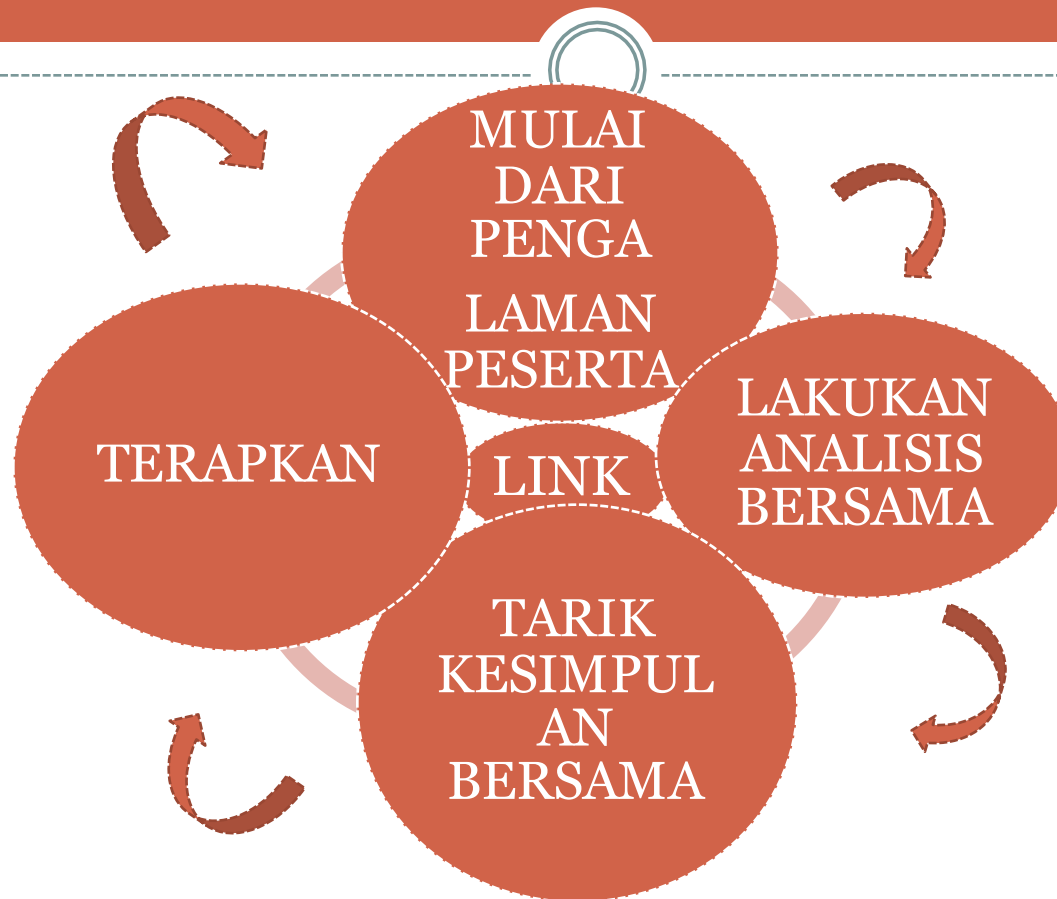 MULAI
DARI
PENGA
LAMAN
PESERTA
LAKUKAN
ANALISIS
BERSAMA
TERAPKAN
LINK
TARIK
KESIMPUL
AN
BERSAMA